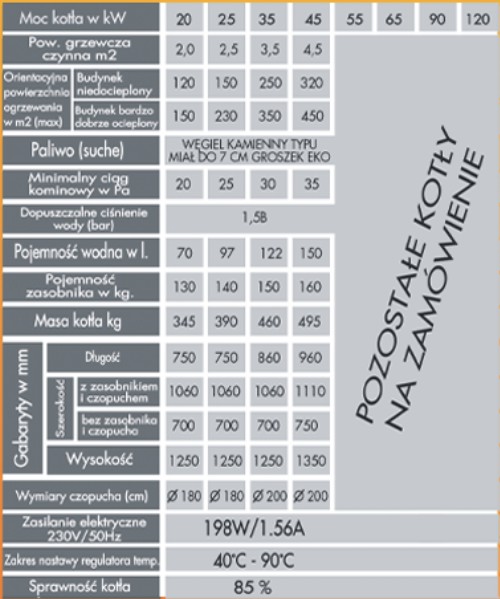 Moc kotła w kW 20 25 35 45 55 65 90 120
Pow. grzewcza
czynna m2
2,0 2,5 3,5 4,5
Orientacyjna
powierzchnia
ogrzewania
w m2 (max)
Budynek
niedocieplony
120 150 250 320
Budynek bardzo
dobrze ocieplony
150 230 350 450
Paliwo (suche)
WĘGIEL KAMIENNY TYPU
MIAŁ DO 7 CM GROSZEK EKO
Minimalny ciąg
kominowy w Pa
20 25 30 35
Dopuszczalne ciśnienie
wody (bar)
1,5B
Pojemność wodna w l. 70 97 122 150
Pojemność
zasobnika w kg.
130 140 150 160
Masa kotła kg 345 390 460 495
Gabaryty w mm
Długość 750 750 860 960
Szerokość
z zasobnikiem
i czopuchem
1060 1060 1060 1110
bez zasobnika
i czopucha
700 700 700 750
Wysokość 1250 1250 1250 1350
Wymiary czopucha (cm) Ø 180 Ø 180 Ø 200 Ø 200
Zasilanie elektryczne
230V/50Hz
198W/1.56A
Zakres nastawy regulatora temp. 40°C - 90°C
Sprawność kotła 85 %
POZOSTAŁE KOTŁY
NA ZAMÓWIENIE